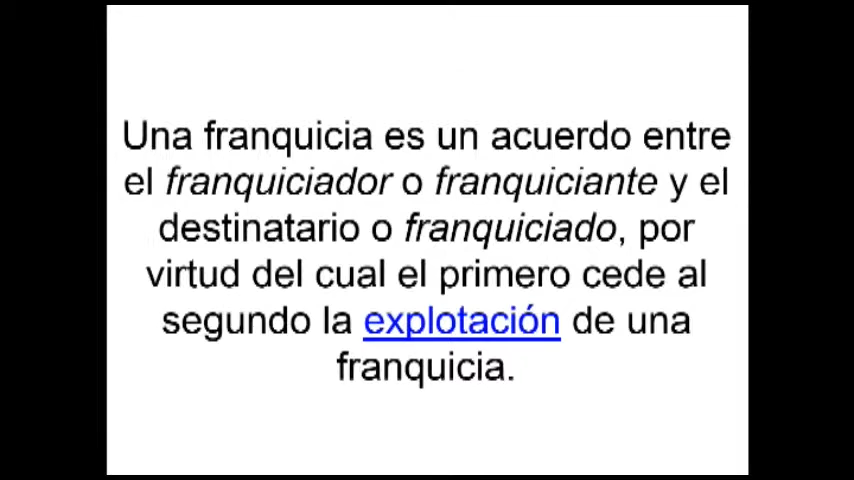 Una franquicia es un acuerdo entre
el franquiciador o franquiciante y el
destinatario o franquiciado, por
virtud del cual el primero cede al
segundo la explotación de una
franquicia.